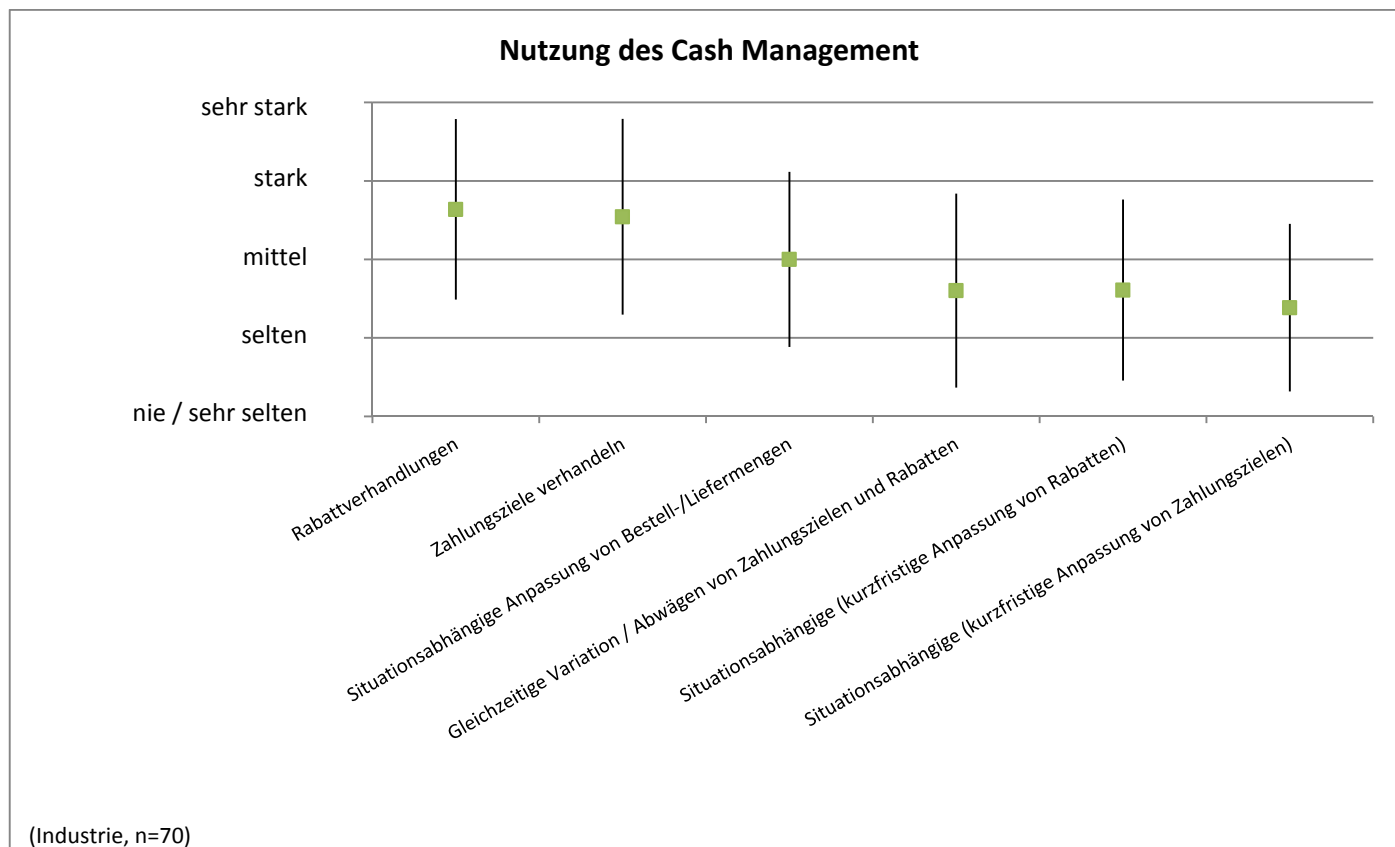 Nutzung des Cash Management
sehr stark
stark
mittel
selten
nie / sehr selten
Rabattverhandlungen
Zahlungsziele verhandeln
Situationsabhängige Anpassung von Bestell-/Liefermengen
Gleichzeitige Variation / Abwägen von Zahlungszielen und Rabatten
Situationsabhängige (kurzfristige Anpassung von Rabatten)
Situationsabhängige (kurzfristige Anpassung von Zahlungszielen)
(Industrie, n=70)